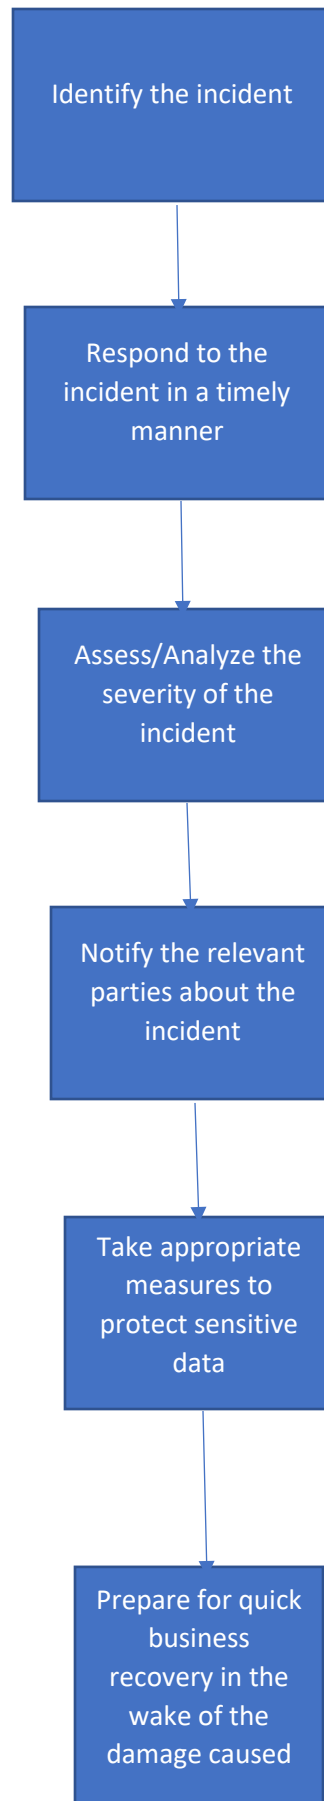 Identify the incident
Respond to the
incident in a timely
manner
Assess/Analyze the
severity of the
incident
Notify the relevant
parties about the
incident
Take appropriate
measures to
protect sensitive
data
Prepare for quick
business
recovery in the
wake of the
damage caused